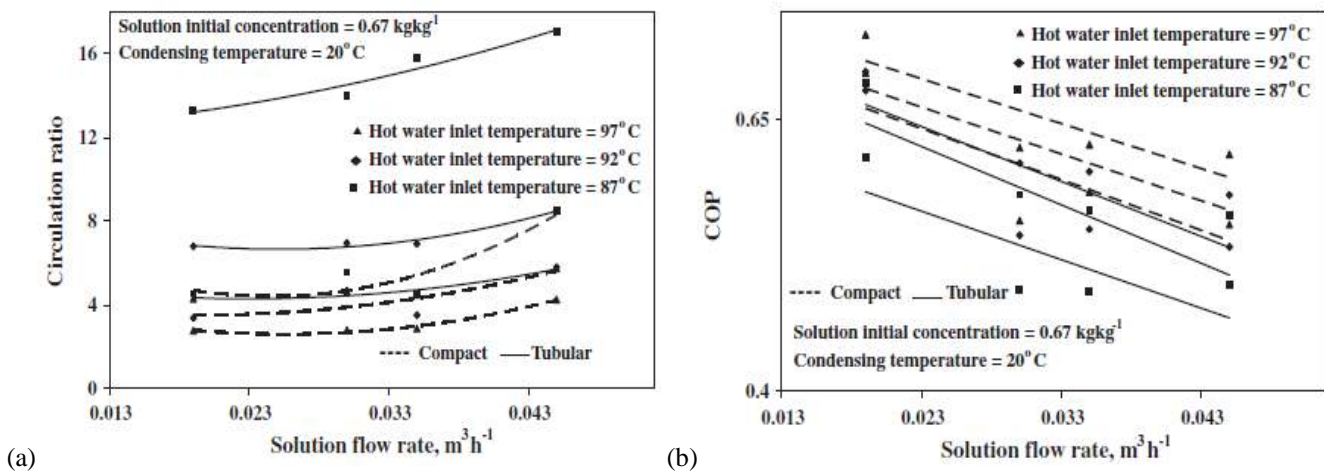 Solution initial concentration = 0.67 kgkg⁻¹
Condensing temperature = 20°C
16
12
8
4
0
Circulation ratio
▲ Hot water inlet temperature = 97°C
◆ Hot water inlet temperature = 92°C
■ Hot water inlet temperature = 87°C
---- Compact —— Tubular
0.013 0.023 0.033 0.043
Solution flow rate, m³h⁻¹
(a)
▲ Hot water inlet temperature = 97°C
◆ Hot water inlet temperature = 92°C
■ Hot water inlet temperature = 87°C
0.65
COP
---- Compact —— Tubular
Solution initial concentration = 0.67 kgkg⁻¹
Condensing temperature = 20°C
0.4
0.013 0.023 0.033 0.043
Solution flow rate, m³h⁻¹
(b)